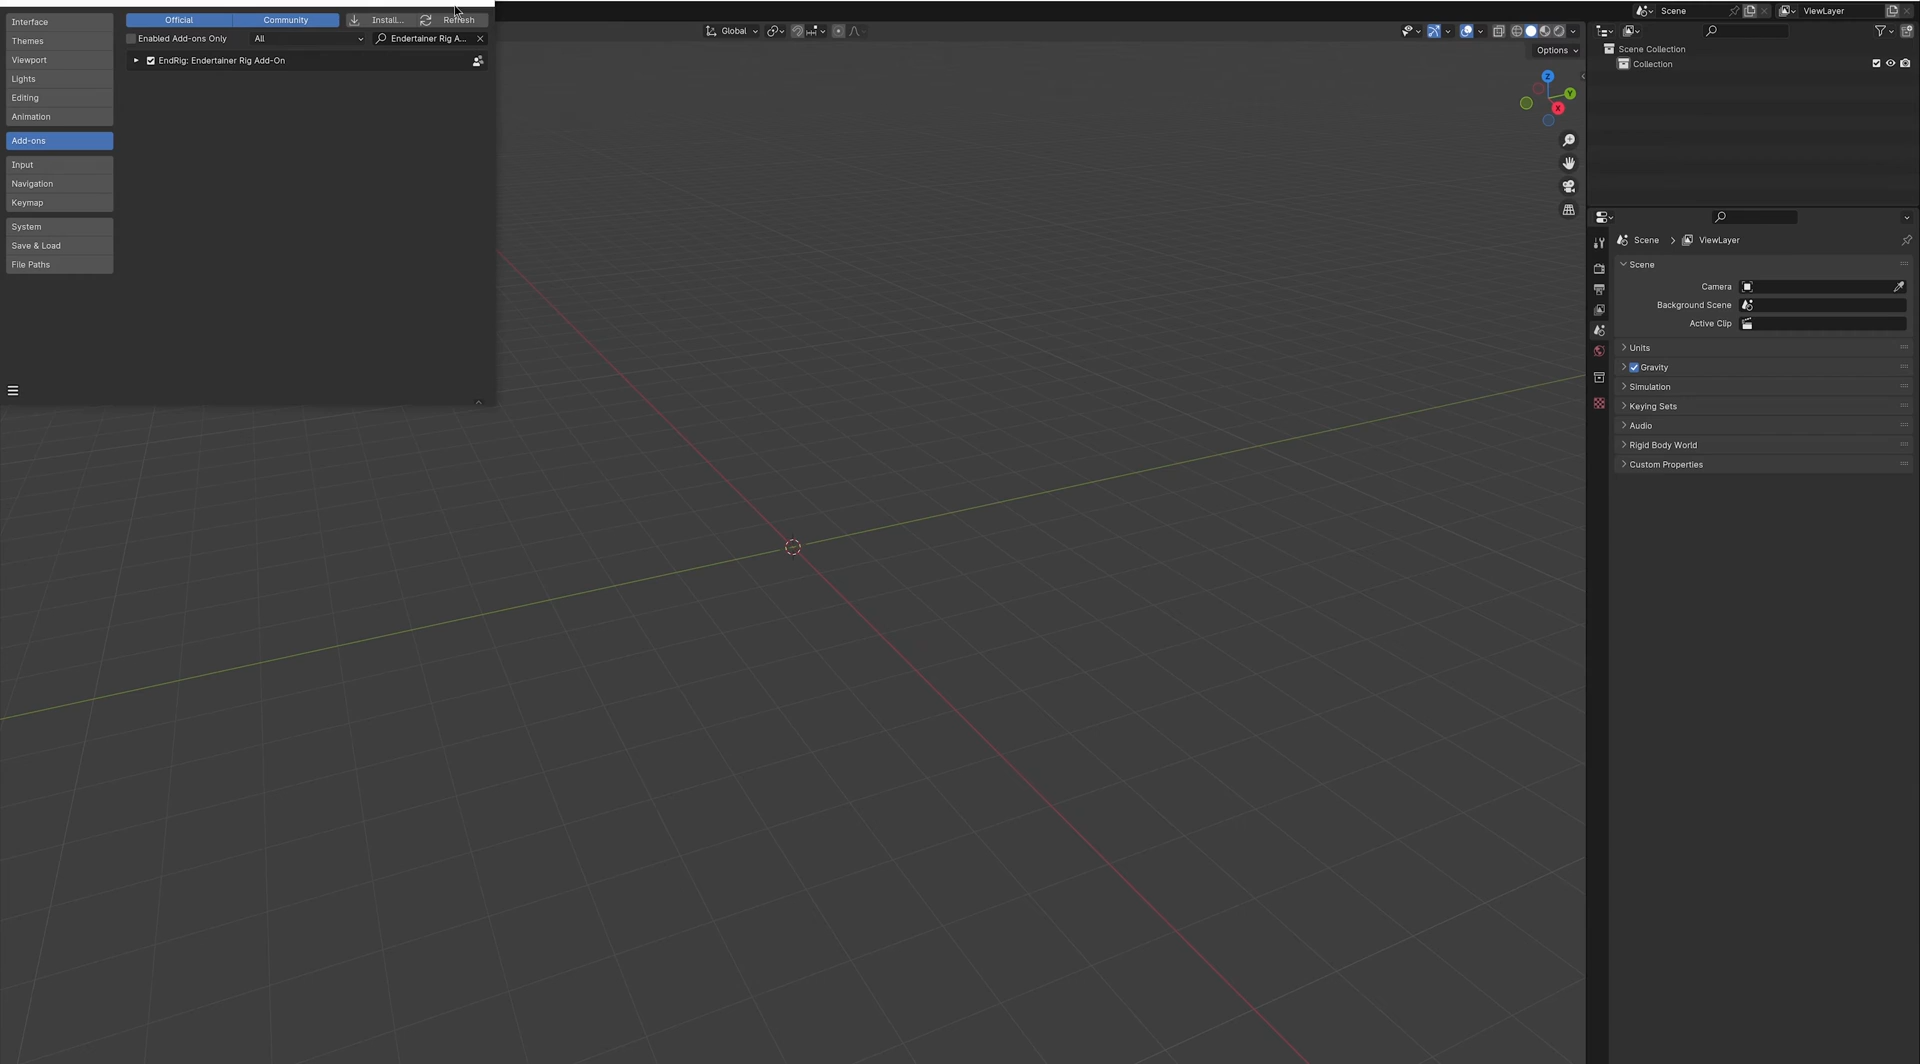 Interface
Themes
Viewport
Lights
Editing
Animation
Add-ons
Input
Navigation
Keymap
System
Save & Load
File Paths
Official
Community
Install...
Refresh
Enabled Add-ons Only
All
Endertainer Rig A...
EndRig: Endertainer Rig Add-On
Global
Options
Z
Y
X
Scene
ViewLayer
Scene Collection
Collection
Scene
ViewLayer
Scene
Camera
Background Scene
Active Clip
Units
Gravity
Simulation
Keying Sets
Audio
Rigid Body World
Custom Properties